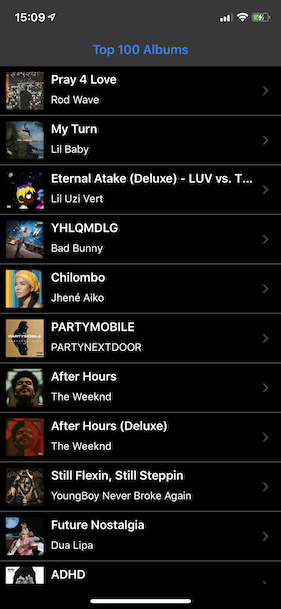 15:09
Top 100 Albums
Pray 4 Love
Rod Wave
My Turn
Lil Baby
Eternal Atake (Deluxe) - LUV vs. T...
Lil Uzi Vert
YHLQMDLG
Bad Bunny
Chilombo
Jhené Aiko
PARTYMOBILE
PARTYMOBILE
PARTYNEXTDOOR
After Hours
The Weeknd
After Hours (Deluxe)
The Weeknd
Still Flexin, Still Steppin
YoungBoy Never Broke Again
Future Nostalgia
Dua Lipa
ADHD